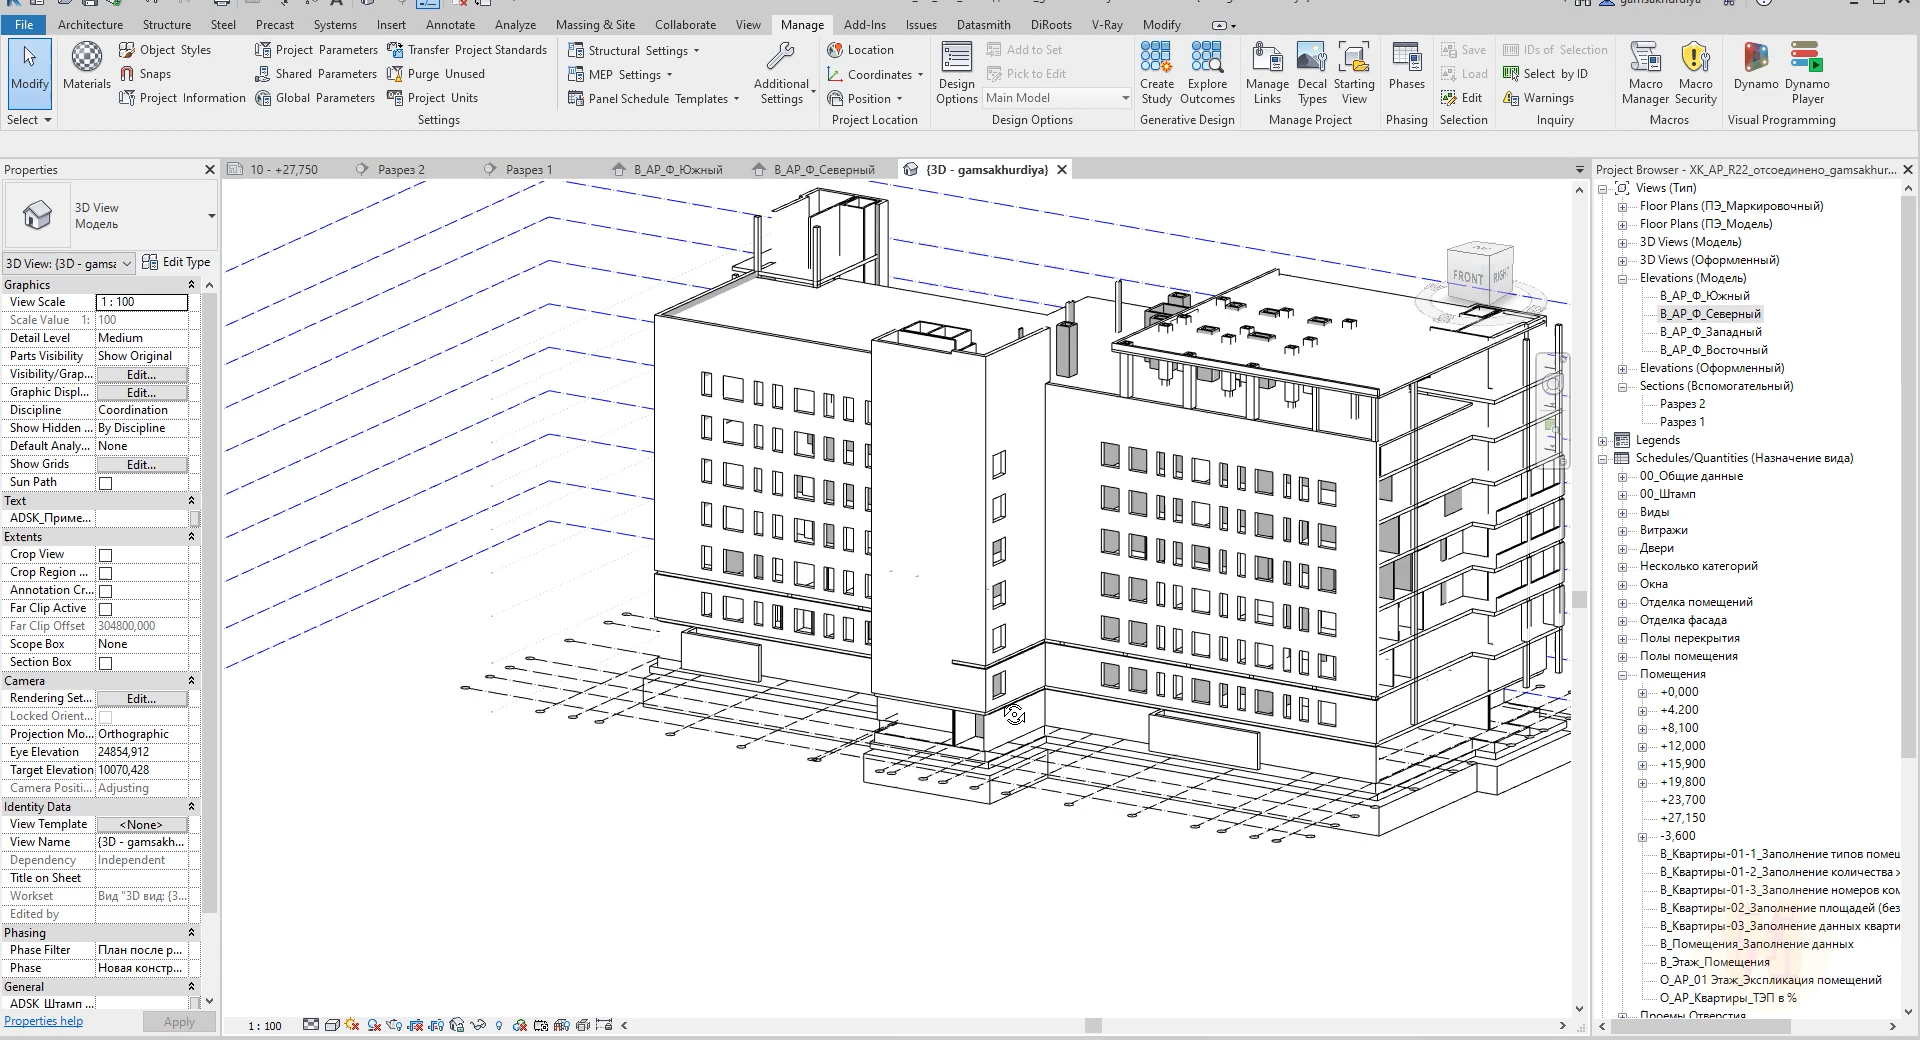 File Architecture Structure Steel Precast Systems Insert Annotate Analyze Massing & Site Collaborate View Manage Add-Ins Issues Datasmith DiRoots V-Ray Modify
Modify
Select
Materials
Object Styles
Snaps
Project Information
Project Parameters
Shared Parameters
Global Parameters
Transfer Project Standards
Purge Unused
Project Units
Settings
Structural Settings
MEP Settings
Panel Schedule Templates
Additional Settings
Location
Coordinates
Position
Project Location
Design Options
Add to Set
Pick to Edit
Main Model
Design Options
Create Study
Explore Outcomes
Generative Design
Manage Links
Decal Types
Starting View
Manage Project
Phases
Phasing
Save
Load
Edit
Selection
IDs of Selection
Select by ID
Warnings
Inquiry
Macro Manager
Macro Security
Macros
Dynamo
Dynamo Player
Visual Programming
Properties
3D View
Модель
3D View: {3D - gamsa
Edit Type
Graphics
View Scale 1 : 100
Scale Value 1: 100
Detail Level Medium
Parts Visibility Show Original
Visibility/Grap... Edit...
Graphic Displ... Edit...
Discipline Coordination
Show Hidden ... By Discipline
Default Analy... None
Show Grids Edit...
Sun Path
Text
ADSK_Приме...
Extents
Crop View
Crop Region ...
Annotation Cr...
Far Clip Active
Far Clip Offset 304800,000
Scope Box None
Section Box
Camera
Rendering Set... Edit...
Locked Orient...
Projection Mo... Orthographic
Eye Elevation 24854,912
Target Elevation 10070,428
Camera Positi... Adjusting
Identity Data
View Template <None>
View Name {3D - gamsakh...
Dependency Independent
Title on Sheet
Workset Вид "3D вид: {3...
Edited by
Phasing
Phase Filter План после р...
Phase Новая констр...
General
ADSK_Штамп ...
Properties help
Apply
10 - +27,750
Разрез 2
Разрез 1
В_АР_Ф_Южный
В_АР_Ф_Северный
{3D - gamsakhurdiya}
FRONT
RIGHT
1 : 100
Project Browser - ХК_АР_R22_отсоединено_gamsakhur...
Views (Тип)
Floor Plans (ПЭ_Маркировочный)
Floor Plans (ПЭ_Модель)
3D Views (Модель)
3D Views (Оформленный)
Elevations (Модель)
В_АР_Ф_Южный
В_АР_Ф_Северный
В_АР_Ф_Западный
В_АР_Ф_Восточный
Elevations (Оформленный)
Sections (Вспомогательный)
Разрез 2
Разрез 1
Legends
Schedules/Quantities (Назначение вида)
00_Общие данные
00_Штамп
Виды
Витражи
Двери
Несколько категорий
Окна
Отделка помещений
Отделка фасада
Полы перекрытия
Полы помещения
Помещения
+0,000
+4.200
+8,100
+12,000
+15,900
+19,800
+23,700
+27,150
-3,600
В_Квартиры-01-1_Заполнение типов помещ
В_Квартиры-01-2_Заполнение количества ж
В_Квартиры-01-3_Заполнение номеров ком
В_Квартиры-02_Заполнение площадей (без
В_Квартиры-03_Заполнение данных кварти
В_Помещения_Заполнение данных
В_Этаж_Помещения
О_АР_01 Этаж_Экспликация помещений
О_АР_Квартиры_ТЭП в %
Проемы Отверстия